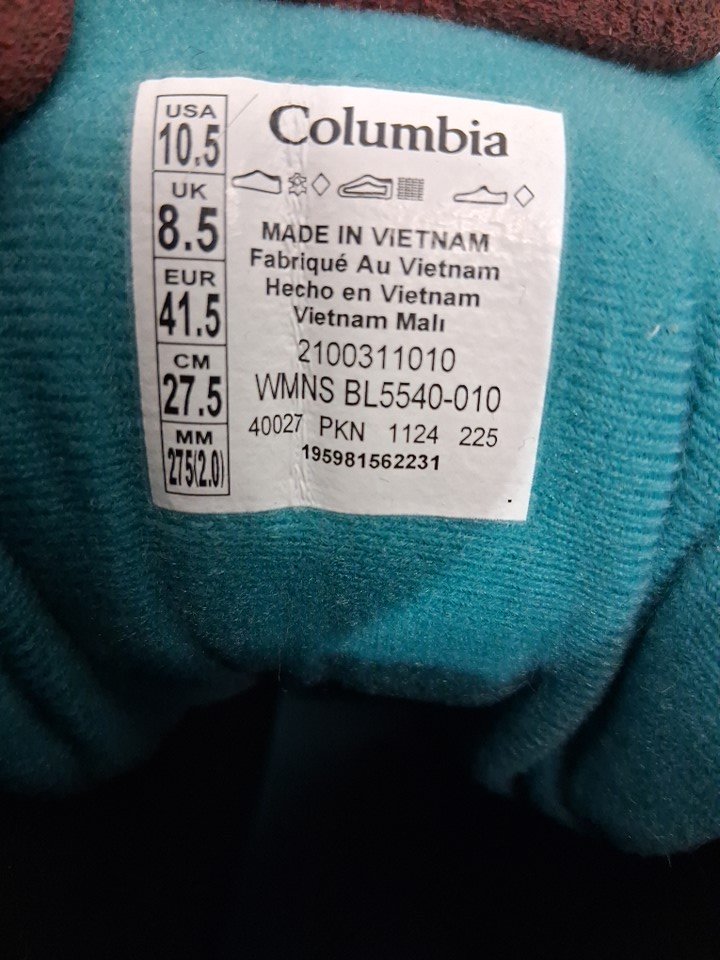 USA
10.5
UK
8.5
EUR
41.5
CM
27.5
MM
275(2.0)
Columbia
MADE IN VIETNAM
Fabriqué Au Vietnam
Hecho en Vietnam
Vietnam Malı
2100311010
WMNS BL5540-010
40027 PKN 1124 225
195981562231